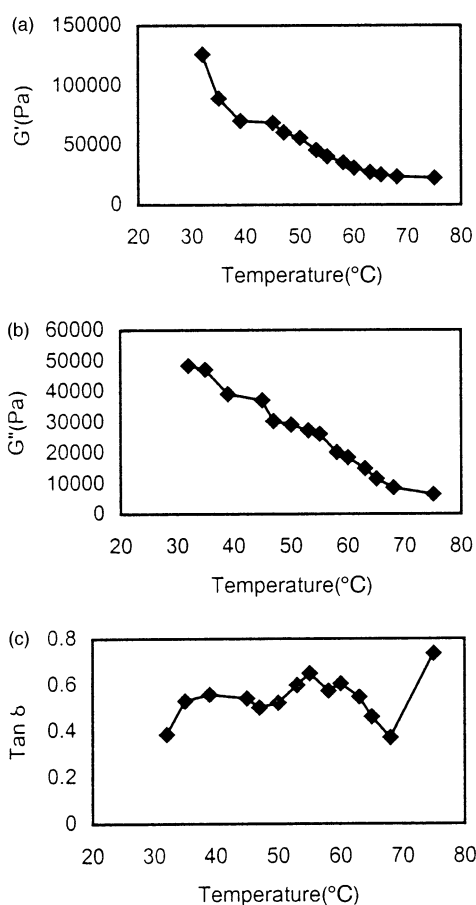 (a)
150000
100000
50000
0
G'(Pa)
20 30 40 50 60 70 80
Temperature(°C)
(b)
60000
50000
40000
30000
20000
10000
0
G"(Pa)
20 30 40 50 60 70 80
Temperature(°C)
(c)
0.8
0.6
0.4
0.2
0
Tan δ
20 30 40 50 60 70 80
Temperature(°C)